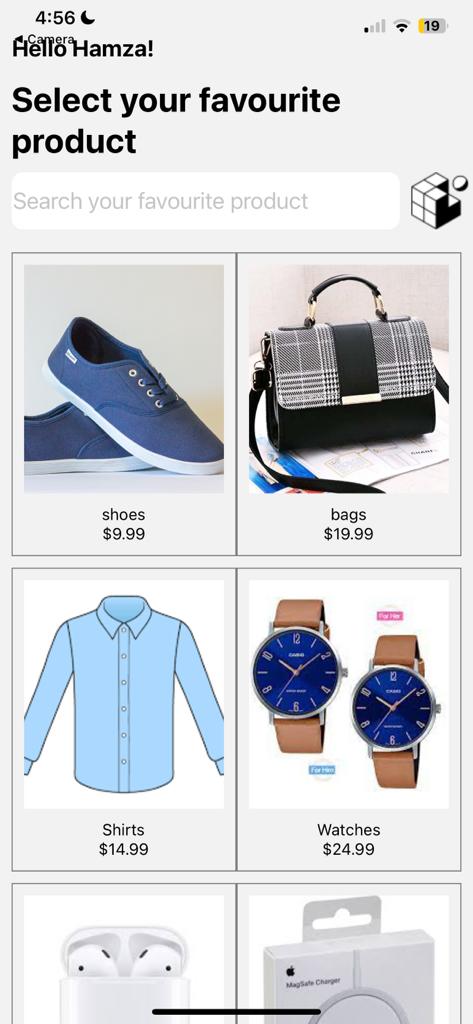 4:56
19
Camera
Hello Hamza!
Select your favourite
product
Search your favourite product
shoes
$9.99
bags
$19.99
For Her
CASIO
CASIO
For Him
Shirts
$14.99
Watches
$24.99
MagSafe Charger